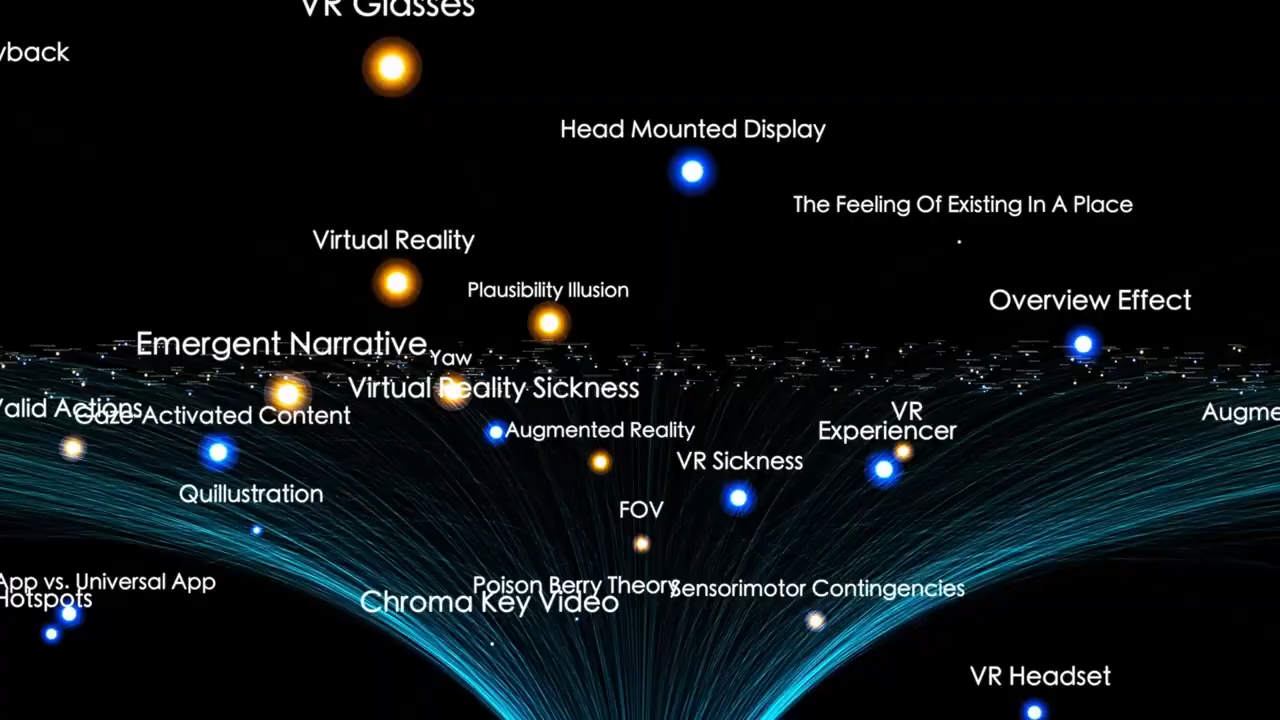 VR Glasses
yback
Head Mounted Display
The Feeling Of Existing In A Place
Virtual Reality
Plausibility Illusion
Overview Effect
Emergent Narrative
Yaw
Virtual Reality Sickness
Valid Actions
Gaze-Activated Content
Augme
Augmented Reality
VR
Experiencer
VR Sickness
Quillustration
FOV
App vs. Universal App
Hotspots
Poison Berry Theory
Sensorimotor Contingencies
Chroma Key Video
VR Headset